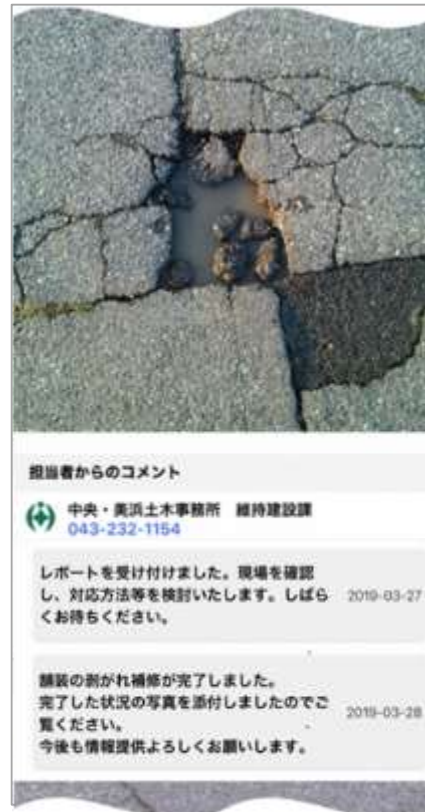 担当者からのコメント
中央・美浜土木事務所　維持建設課
043-232-1154
レポートを受け付けました。現場を確認
し、対応方法等を検討いたします。しばら
くお待ちください。
2019-03-27
舗装の剥がれ補修が完了しました。
完了した状況の写真を添付しましたのでご
覧ください。
今後も情報提供よろしくお願いします。
2019-03-28